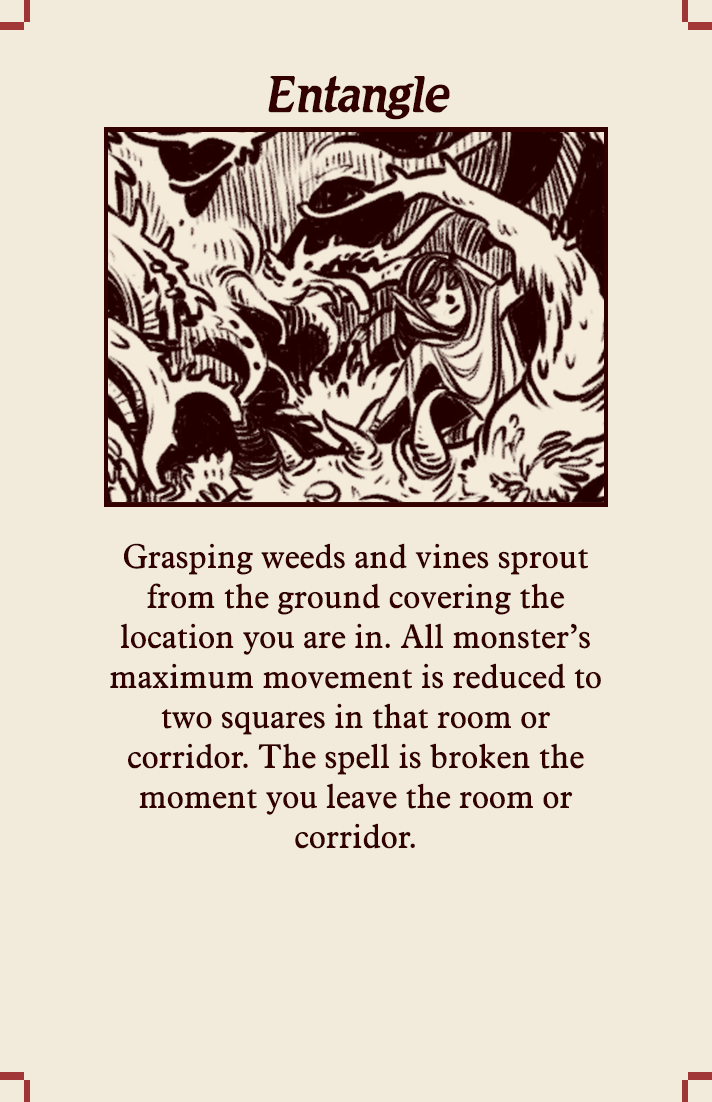 Entangle
Grasping weeds and vines sprout
from the ground covering the
location you are in. All monster’s
maximum movement is reduced to
two squares in that room or
corridor. The spell is broken the
moment you leave the room or
corridor.